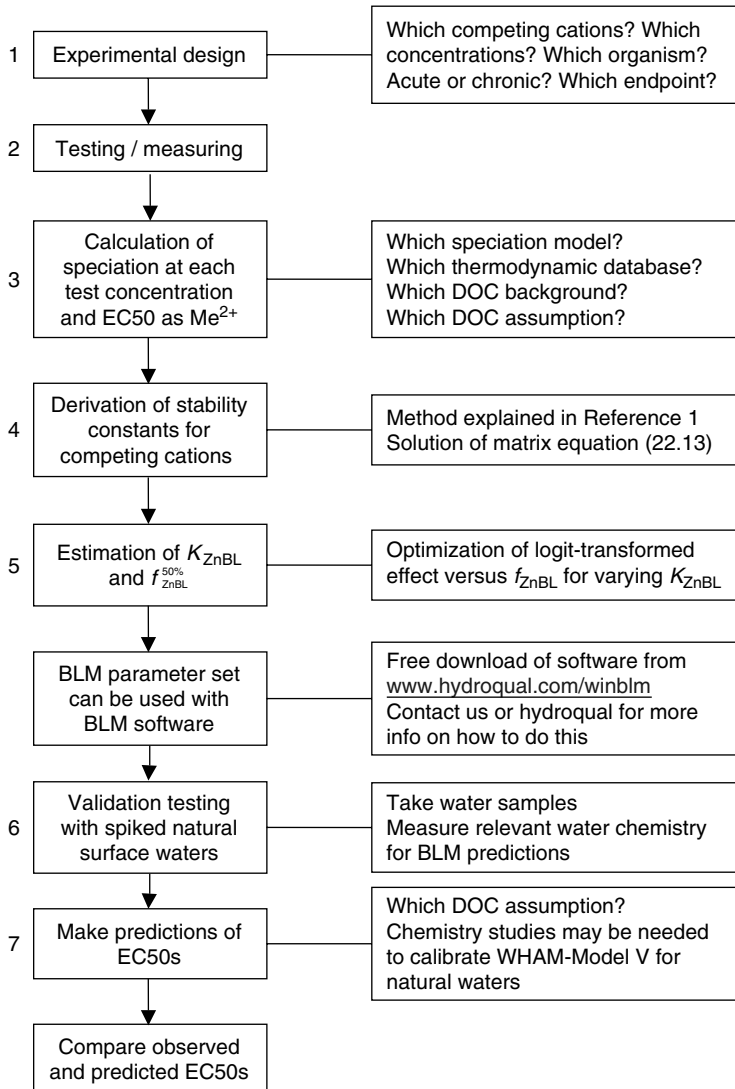 1
Experimental design
Which competing cations? Which
concentrations? Which organism?
Acute or chronic? Which endpoint?
2
Testing / measuring
3
Calculation of
speciation at each
test concentration
and EC50 as Me²⁺
Which speciation model?
Which thermodynamic database?
Which DOC background?
Which DOC assumption?
4
Derivation of stability
constants for
competing cations
Method explained in Reference 1
Solution of matrix equation (22.13)
5
Estimation of K_ZnBL
and f_ZnBL^50%
Optimization of logit-transformed
effect versus f_ZnBL for varying K_ZnBL
BLM parameter set
can be used with
BLM software
Free download of software from
www.hydroqual.com/winblm
Contact us or hydroqual for more
info on how to do this
6
Validation testing
with spiked natural
surface waters
Take water samples
Measure relevant water chemistry
for BLM predictions
7
Make predictions of
EC50s
Which DOC assumption?
Chemistry studies may be needed
to calibrate WHAM-Model V for
natural waters
Compare observed
and predicted EC50s